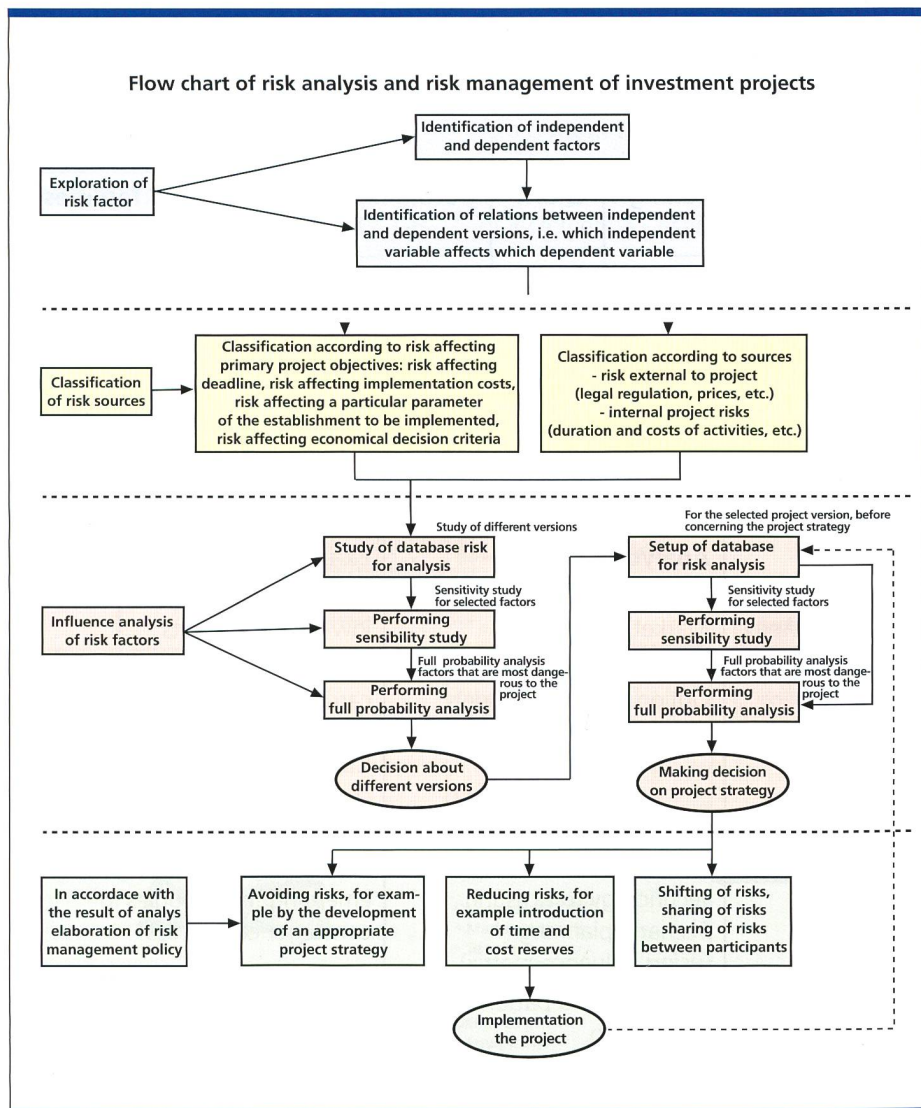 Flow chart of risk analysis and risk management of investment projects
Identification of independent
and dependent factors
Exploration of
risk factor
Identification of relations between independent
and dependent versions, i.e. which independent
variable affects which dependent variable
Classification
of risk sources
Classification according to risk affecting
primary project objectives: risk affecting
deadline, risk affecting implementation costs,
risk affecting a particular parameter
of the establishment to be implemented,
risk affecting economical decision criteria
Classification according to sources
- risk external to project
(legal regulation, prices, etc.)
- internal project risks
(duration and costs of activities, etc.)
Influence analysis
of risk factors
Study of different versions
Study of database risk
for analysis
Sensitivity study
for selected factors
Performing
sensibility study
Full probability analysis
factors that are most dange-
rous to the
project
Performing
full probability analysis
Decision about
different versions
For the selected project version, before
concerning the project strategy
Setup of database
for risk analysis
Sensitivity study
for selected factors
Performing
sensibility study
Full probability analysis
factors that are most dange-
rous to the
project
Performing
full probability analysis
Making decision
on project strategy
In accordace with
the result of analys
elaboration of risk
management policy
Avoiding risks, for exam-
ple by the development
of an appropriate
project strategy
Reducing risks, for
example introduction
of time and
cost reserves
Shifting of risks,
sharing of risks
sharing of risks
between participants
Implementation
the project